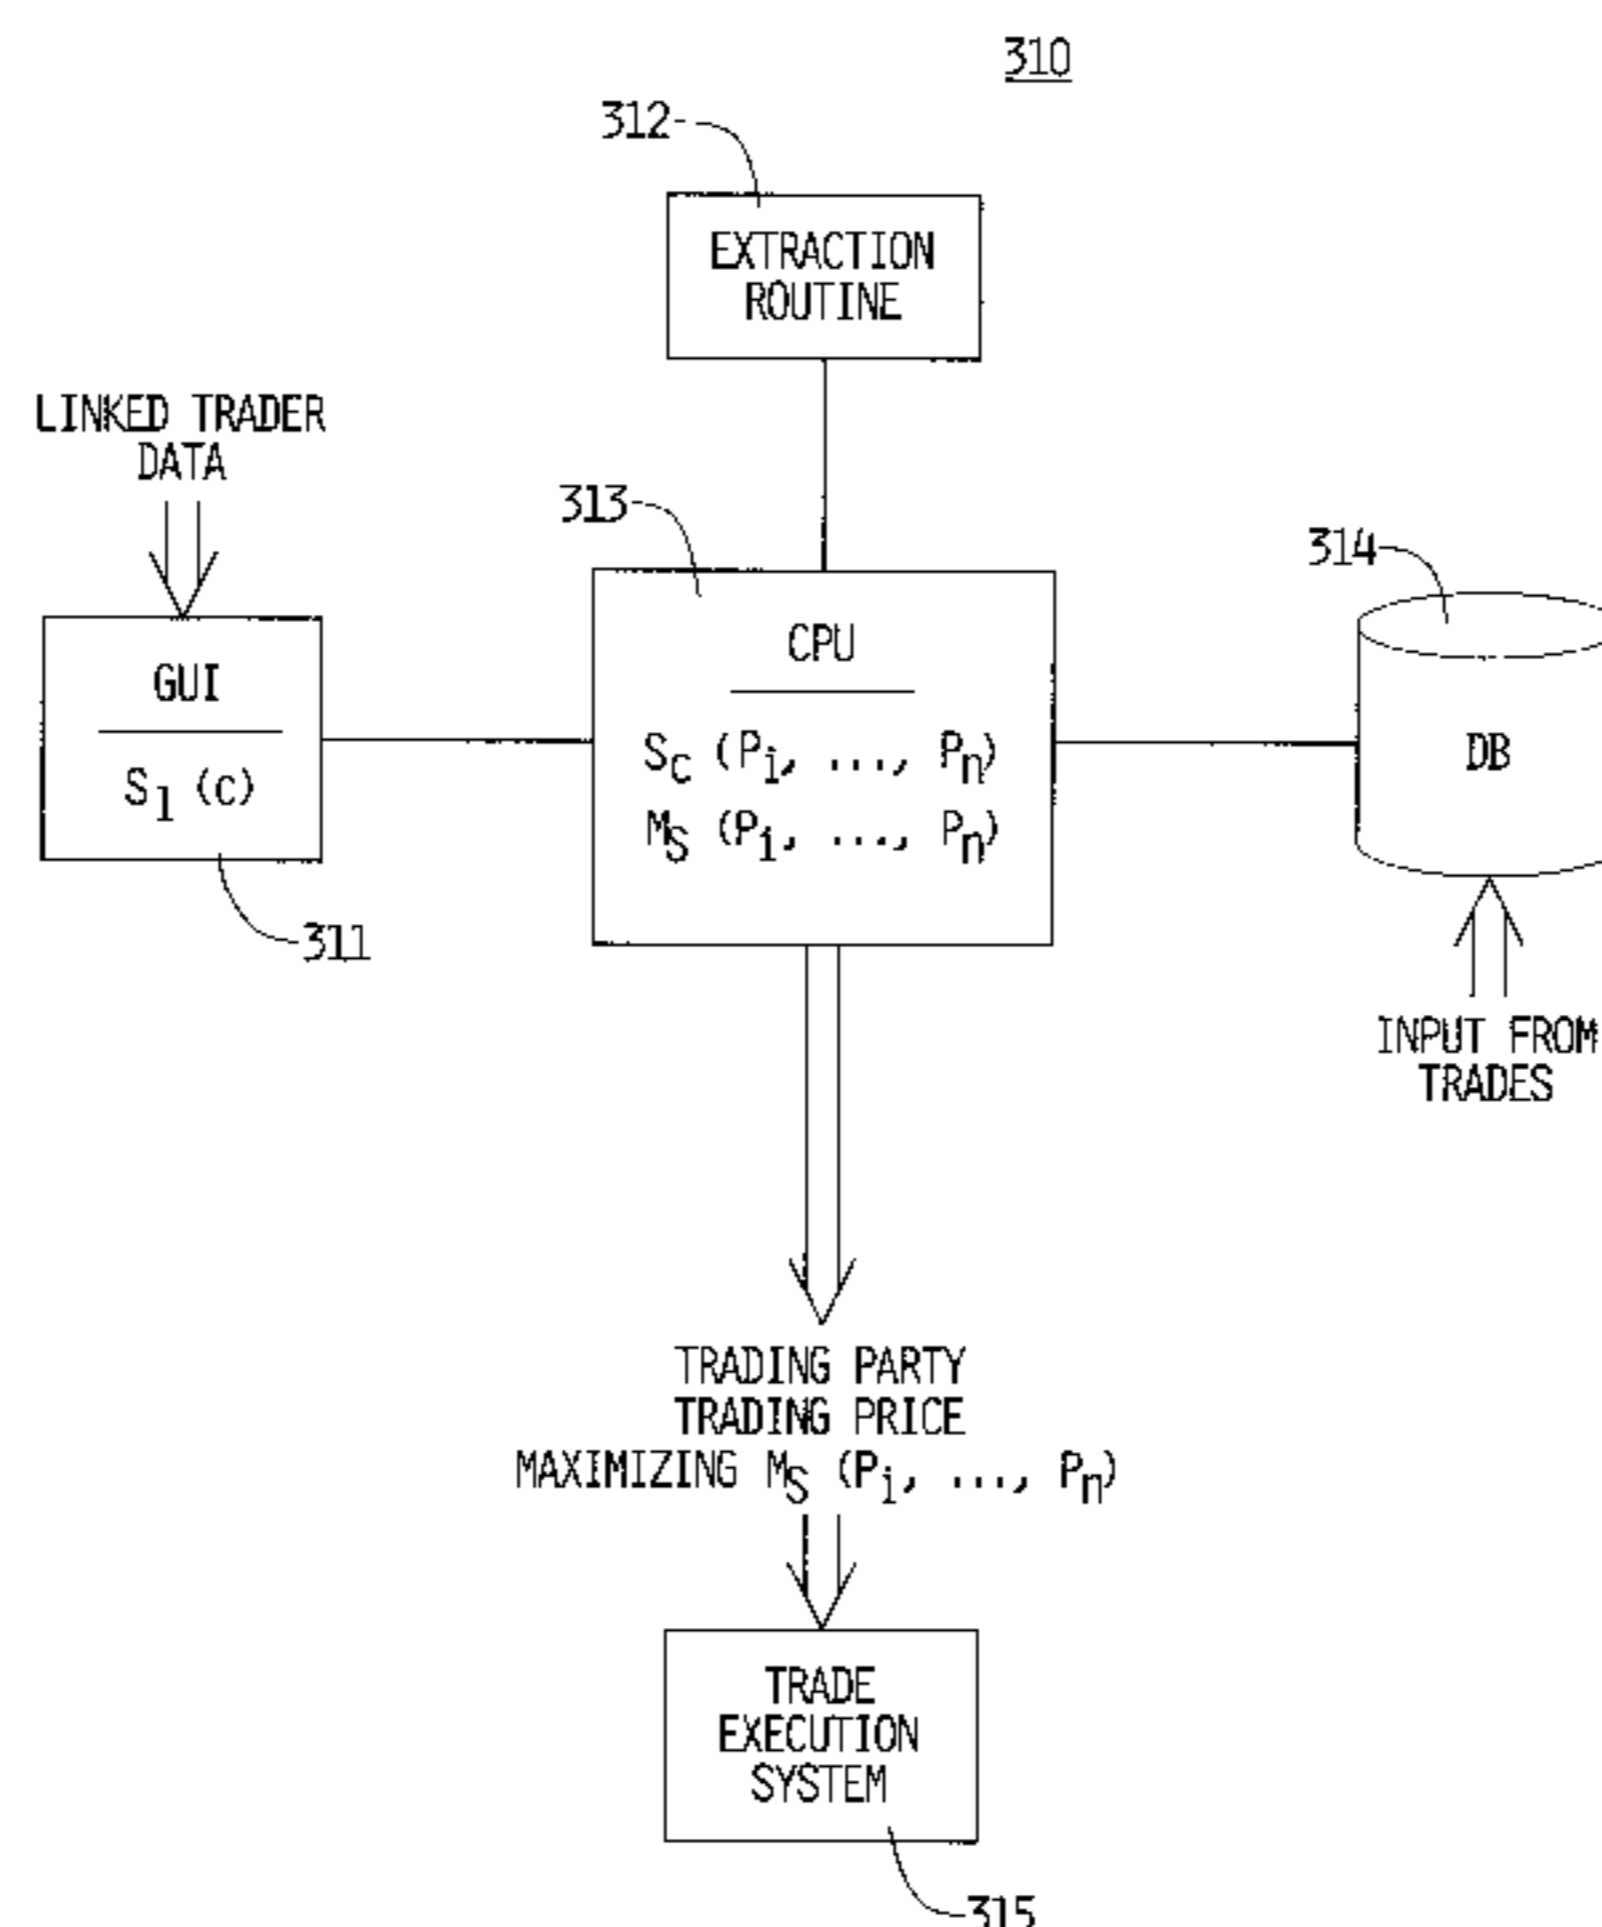 310
312
EXTRACTION
ROUTINE
LINKED TRADER
DATA
313
314
GUI
S1 (c)
311
CPU
Sc (Pi, ..., Pn)
MS (Pi, ..., Pn)
DB
INPUT FROM
TRADES
TRADING PARTY
TRADING PRICE
MAXIMIZING MS (Pi, ..., Pn)
TRADE
EXECUTION
SYSTEM
315